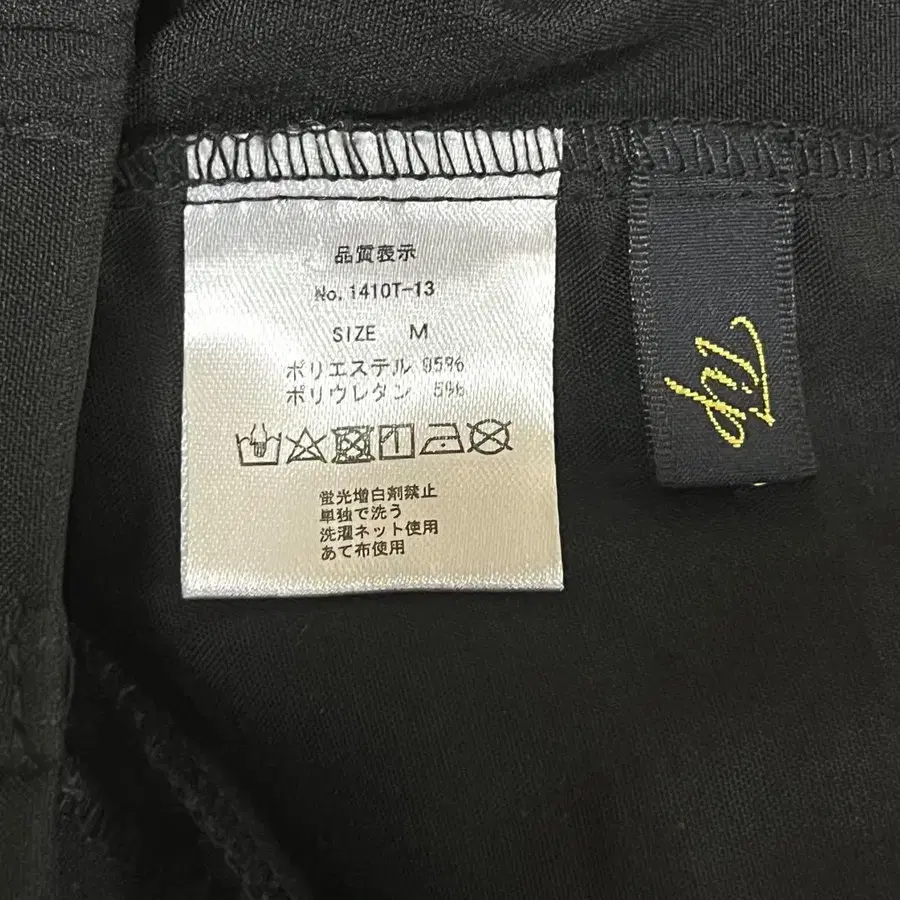 品質表示
No. 1410T-13
SIZE M
ポリエステル 95%
ポリウレタン 5%
蛍光増白剤禁止
単独で洗う
洗濯ネット使用
あて布使用